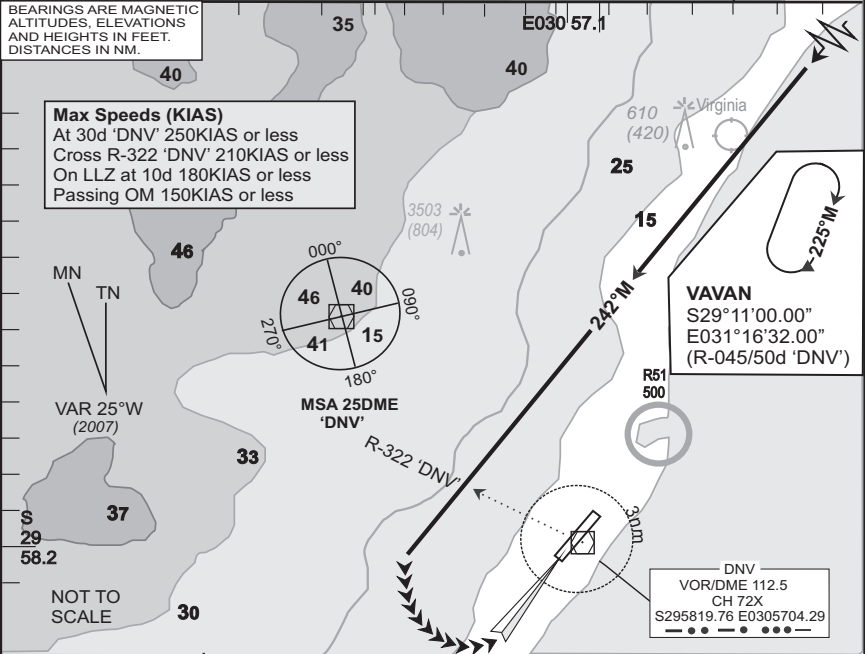 BEARINGS ARE MAGNETIC
ALTITUDES, ELEVATIONS
AND HEIGHTS IN FEET.
DISTANCES IN NM.
35
E030 57.1
40
40
Max Speeds (KIAS)
At 30d ‘DNV’ 250KIAS or less
Cross R-322 ‘DNV’ 210KIAS or less
On LLZ at 10d 180KIAS or less
Passing OM 150KIAS or less
610
(420)
Virginia
25
15
3503
(804)
46
225°M
MN
TN
000°
090°
180°
270°
46
40
41
15
242°M
VAVAN
S29°11’00.00”
E031°16’32.00”
(R-045/50d ‘DNV’)
VAR 25°W
(2007)
MSA 25DME
‘DNV’
R51
500
R-322 ‘DNV’
33
37
S
29
58.2
3n.m
NOT TO
SCALE
30
DNV
VOR/DME 112.5
CH 72X
S295819.76 E0305704.29